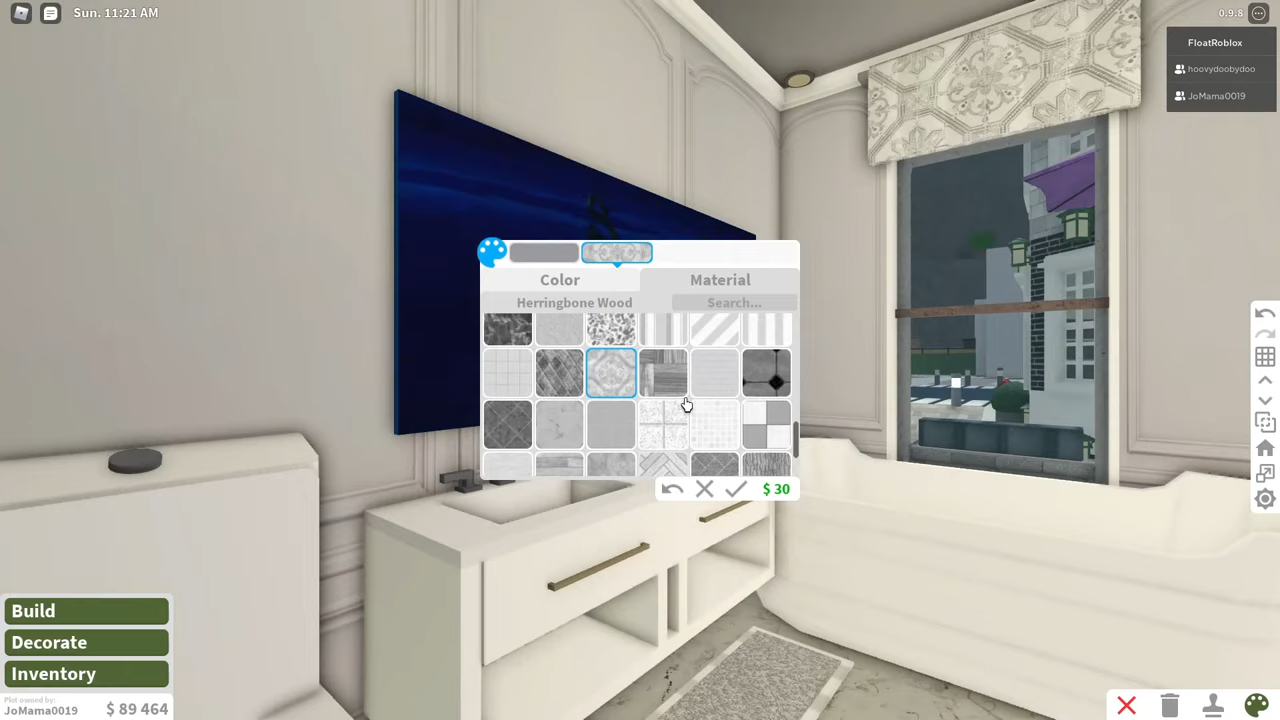 Sun. 11:21 AM
0.9.8
FloatRoblox
hoovydoobydoo
JoMama0019
Color
Material
Herringbone Wood
Search...
$ 30
Build
Decorate
Inventory
Plot owned by:
JoMama0019
$ 89 464